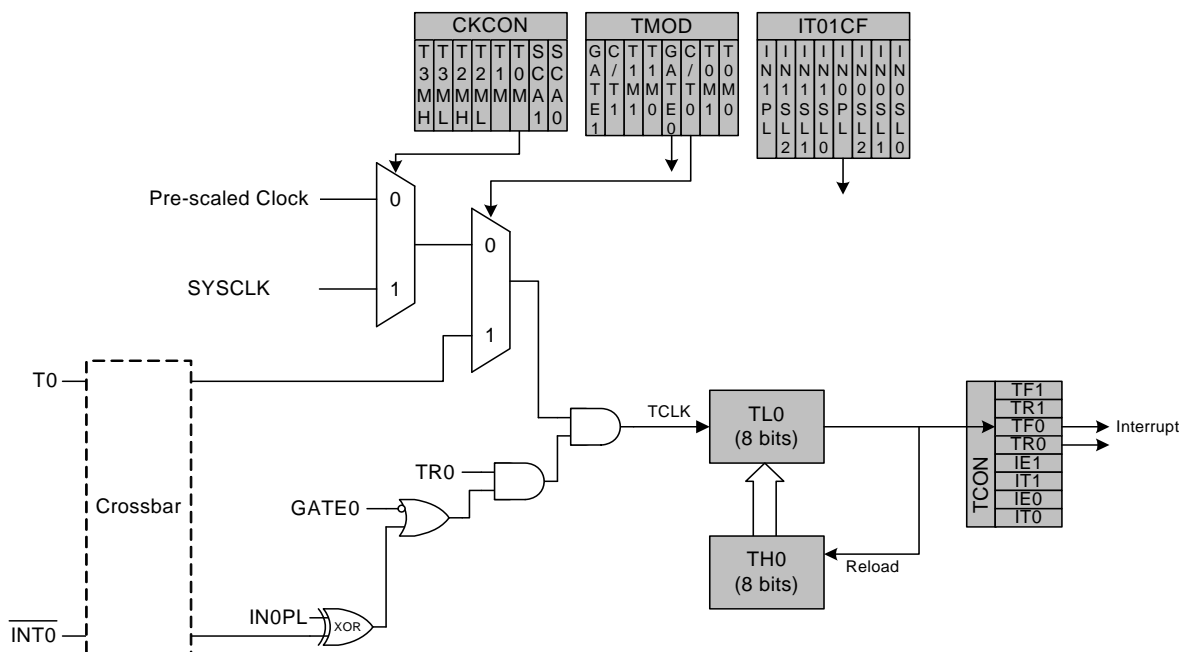 CKCON
T3MH
T3ML
T2MH
T2ML
T1M
T0M
SCA1
SCA0
TMOD
GATE1
C/T1
T1M1
T1M0
GATE0
C/T0
T0M1
T0M0
IT01CF
IN1PL
IN1SL2
IN1SL1
IN1SL0
IN0PL
IN0SL2
IN0SL1
IN0SL0
Pre-scaled Clock
0
SYSCLK
1
0
1
T0
Crossbar
TR0
GATE0
IN0PL
XOR
INT0
TCLK
TL0
(8 bits)
TH0
(8 bits)
Reload
TCON
TF1
TR1
TF0
TR0
IE1
IT1
IE0
IT0
Interrupt